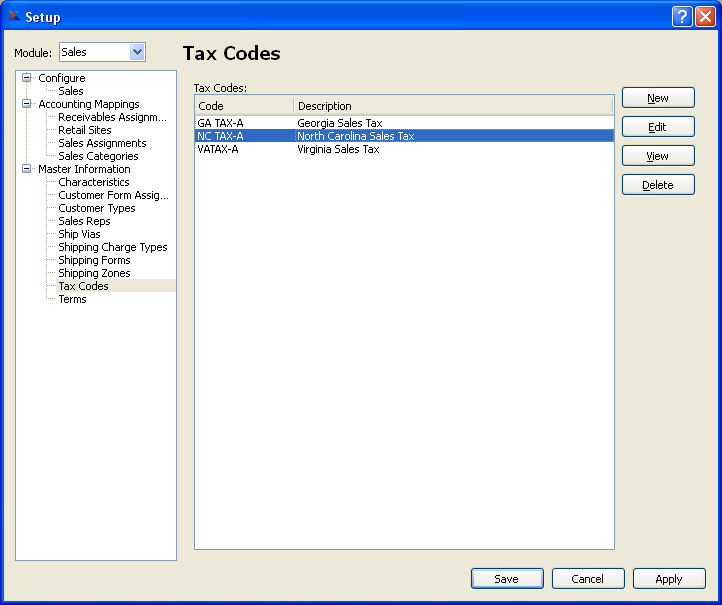 Setup
Module: Sales
Tax Codes
Configure
Sales
Accounting Mappings
Receivables Assignm...
Retail Sites
Sales Assignments
Sales Categories
Master Information
Characteristics
Customer Form Assig...
Customer Types
Sales Reps
Ship Vias
Shipping Charge Types
Shipping Forms
Shipping Zones
Tax Codes
Terms
Tax Codes:
Code Description
GA TAX-A Georgia Sales Tax
NC TAX-A North Carolina Sales Tax
VATAX-A Virginia Sales Tax
New
Edit
View
Delete
Save Cancel Apply